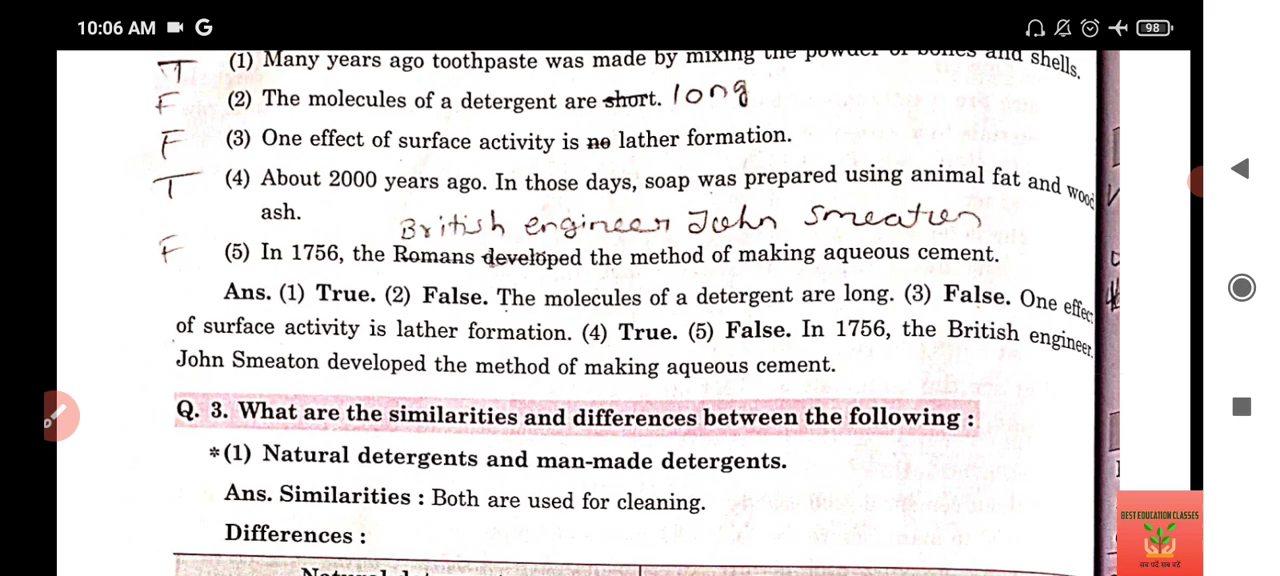 10:06 AM G 98
T (1) Many years ago toothpaste was made by mixing the powder of bones and shells.
F (2) The molecules of a detergent are short. long
F (3) One effect of surface activity is no lather formation.
T (4) About 2000 years ago. In those days, soap was prepared using animal fat and wood
ash.
British engineer John Smeaton
F (5) In 1756, the Romans developed the method of making aqueous cement.
Ans. (1) True. (2) False. The molecules of a detergent are long. (3) False. One effect
of surface activity is lather formation. (4) True. (5) False. In 1756, the British engineer
John Smeaton developed the method of making aqueous cement.
Q. 3. What are the similarities and differences between the following :
*(1) Natural detergents and man-made detergents.
Ans. Similarities : Both are used for cleaning.
Differences :
BEST EDUCATION CLASSES
सब पढ़ें सब बढ़ें